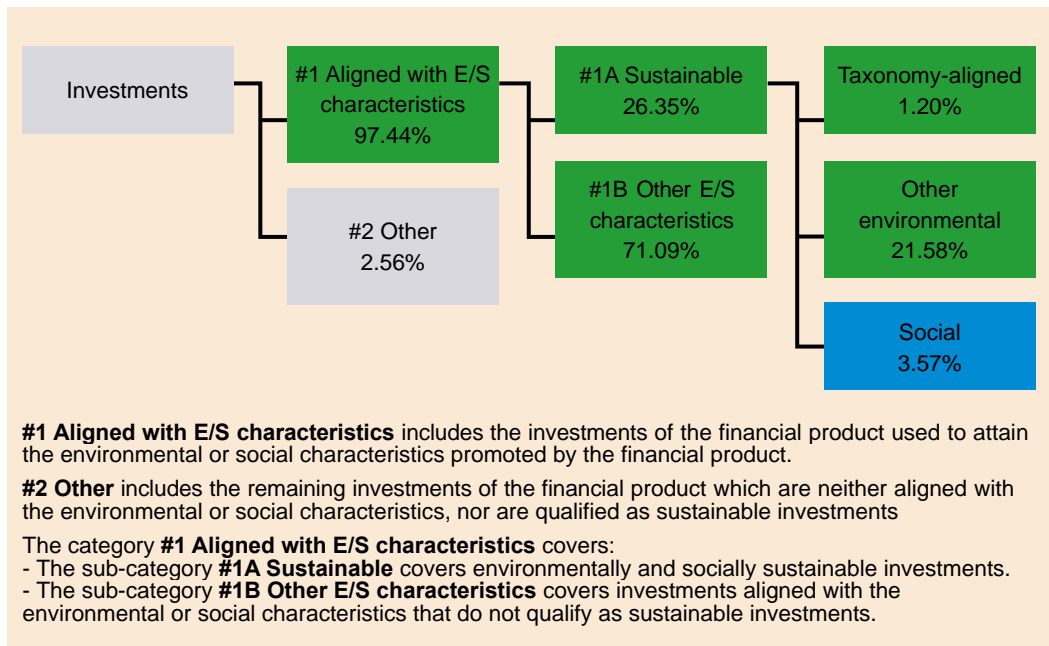 Investments
#1 Aligned with E/S
characteristics
97.44%
#2 Other
2.56%
#1A Sustainable
26.35%
#1B Other E/S
characteristics
71.09%
Taxonomy-aligned
1.20%
Other
environmental
21.58%
Social
3.57%
#1 Aligned with E/S characteristics includes the investments of the financial product used to attain
the environmental or social characteristics promoted by the financial product.
#2 Other includes the remaining investments of the financial product which are neither aligned with
the environmental or social characteristics, nor are qualified as sustainable investments
The category #1 Aligned with E/S characteristics covers:
- The sub-category #1A Sustainable covers environmentally and socially sustainable investments.
- The sub-category #1B Other E/S characteristics covers investments aligned with the
environmental or social characteristics that do not qualify as sustainable investments.